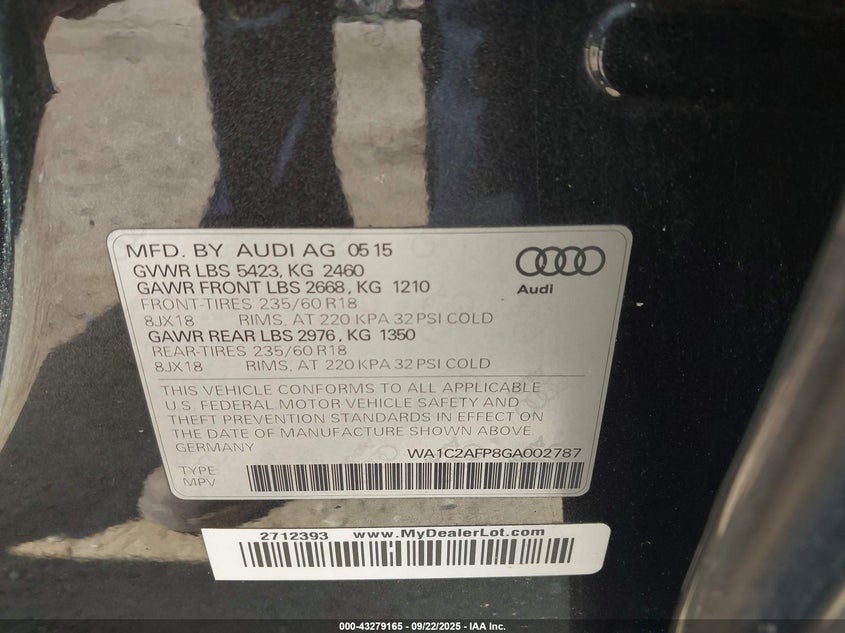 MFD. BY AUDI AG 05 15
GVWR LBS 5423, KG 2460
GAWR FRONT LBS 2668, KG 1210
FRONT-TIRES 235/60 R18
8JX18 RIMS, AT 220 KPA 32 PSI COLD
GAWR REAR LBS 2976, KG 1350
REAR-TIRES 235/60 R18
8JX18 RIMS, AT 220 KPA 32 PSI COLD
Audi
THIS VEHICLE CONFORMS TO ALL APPLICABLE
U.S. FEDERAL MOTOR VEHICLE SAFETY AND
THEFT PREVENTION STANDARDS IN EFFECT ON
THE DATE OF MANUFACTURE SHOWN ABOVE.
GERMANY
WA1C2AFP8GA002787
TYPE
MPV
2712393 www.MyDealerLot.com
000-43279165 - 09/22/2025 - IAA Inc.